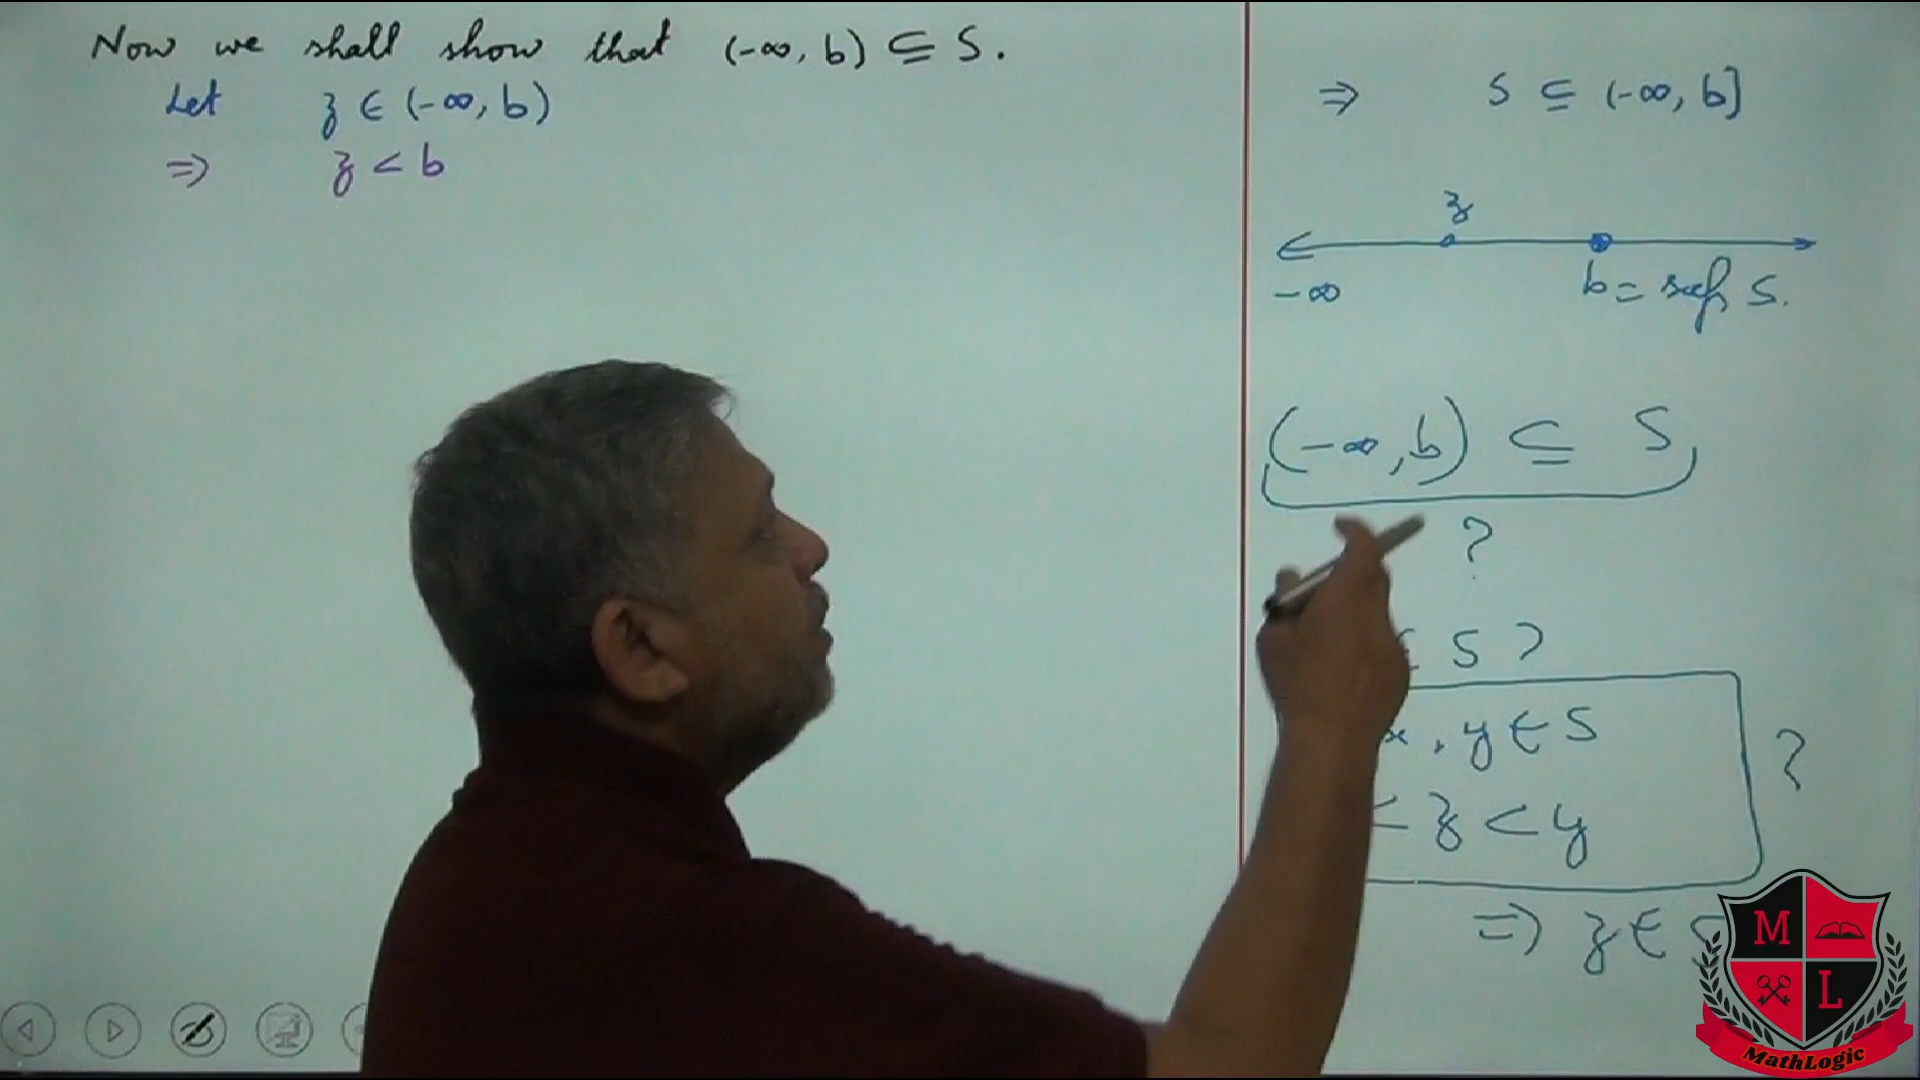 Now we shall show that (-∞, b) ⊆ S.
Let z ∈ (-∞, b)
⇒ z < b
⇒ S ⊆ (-∞, b]
z
-∞ b = sup S.
(-∞, b) ⊆ S
?
∈ S ?
x, y ∈ S
?
< z < y
⇒ z ∈ S
M
L
MathLogic